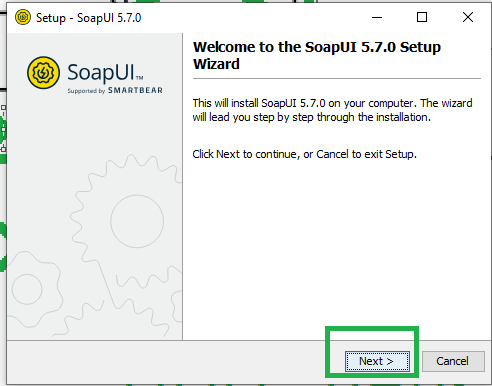 Setup - SoapUI 5.7.0
SoapUI™
Supported by SMARTBEAR
Welcome to the SoapUI 5.7.0 Setup
Wizard
This will install SoapUI 5.7.0 on your computer. The wizard
will lead you step by step through the installation.
Click Next to continue, or Cancel to exit Setup.
Next >
Cancel